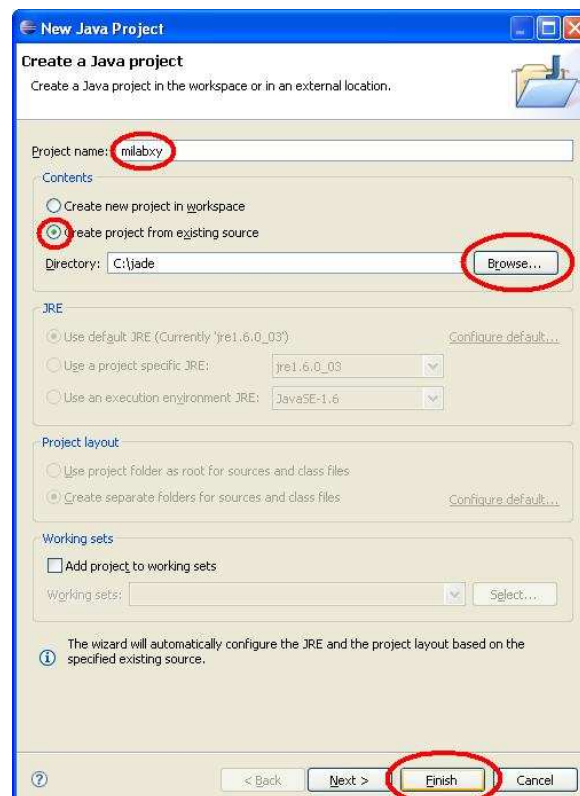 New Java Project
Create a Java project
Create a Java project in the workspace or in an external location.
Project name: milabxy
Contents
Create new project in workspace
Create project from existing source
Directory: C:\jade Browse...
JRE
Use default JRE (Currently 'jre1.6.0_03') Configure default...
Use a project specific JRE: jre1.6.0_03
Use an execution environment JRE: JavaSE-1.6
Project layout
Use project folder as root for sources and class files
Create separate folders for sources and class files Configure default...
Working sets
Add project to working sets
Working sets: Select...
The wizard will automatically configure the JRE and the project layout based on the
specified existing source.
? < Back Next > Finish Cancel